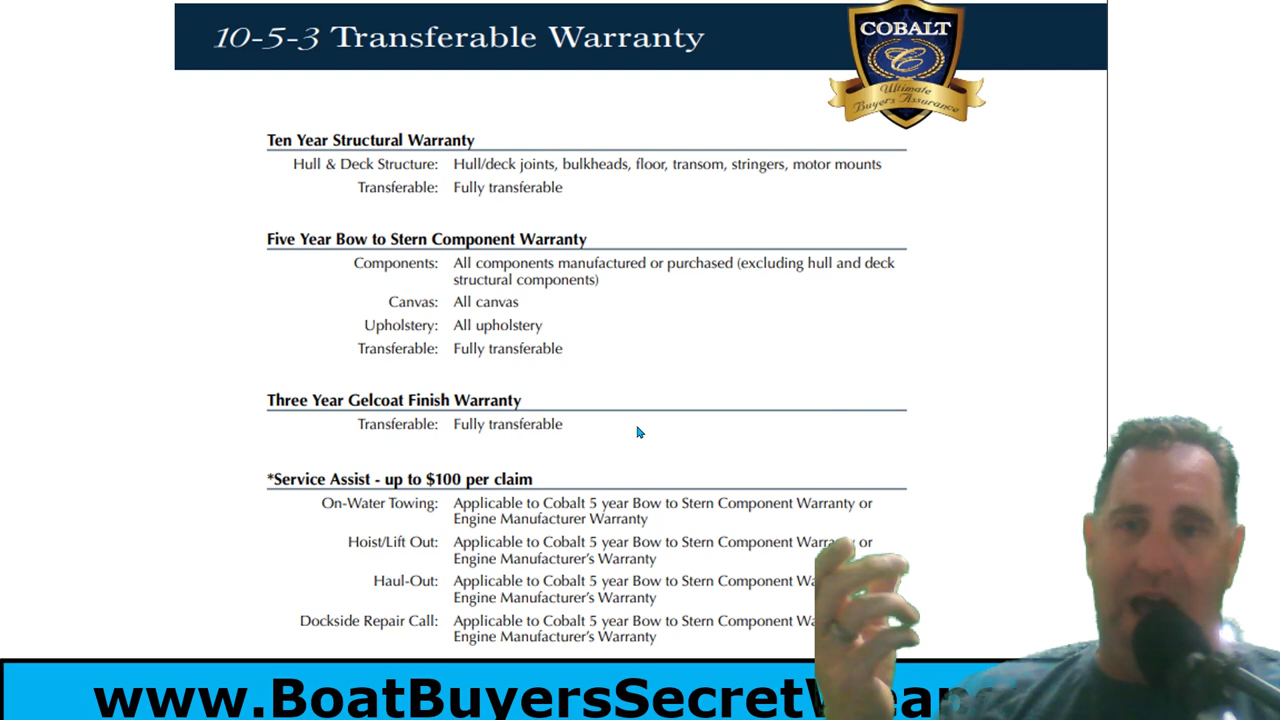 10-5-3 Transferable Warranty
COBALT
C
Ultimate
Buyers Assurance
Ten Year Structural Warranty
Hull & Deck Structure: Hull/deck joints, bulkheads, floor, transom, stringers, motor mounts
Transferable: Fully transferable
Five Year Bow to Stern Component Warranty
Components: All components manufactured or purchased (excluding hull and deck
structural components)
Canvas: All canvas
Upholstery: All upholstery
Transferable: Fully transferable
Three Year Gelcoat Finish Warranty
Transferable: Fully transferable
*Service Assist - up to $100 per claim
On-Water Towing: Applicable to Cobalt 5 year Bow to Stern Component Warranty or
Engine Manufacturer Warranty
Hoist/Lift Out: Applicable to Cobalt 5 year Bow to Stern Component or
Engine Manufacturer's Warranty
Haul-Out: Applicable to Cobalt 5 year Bow to Stern Component
Engine Manufacturer's Warranty
Dockside Repair Call: Applicable to Cobalt 5 year Bow to Stern Component
Engine Manufacturer's Warranty
www.BoatBuyersSecret